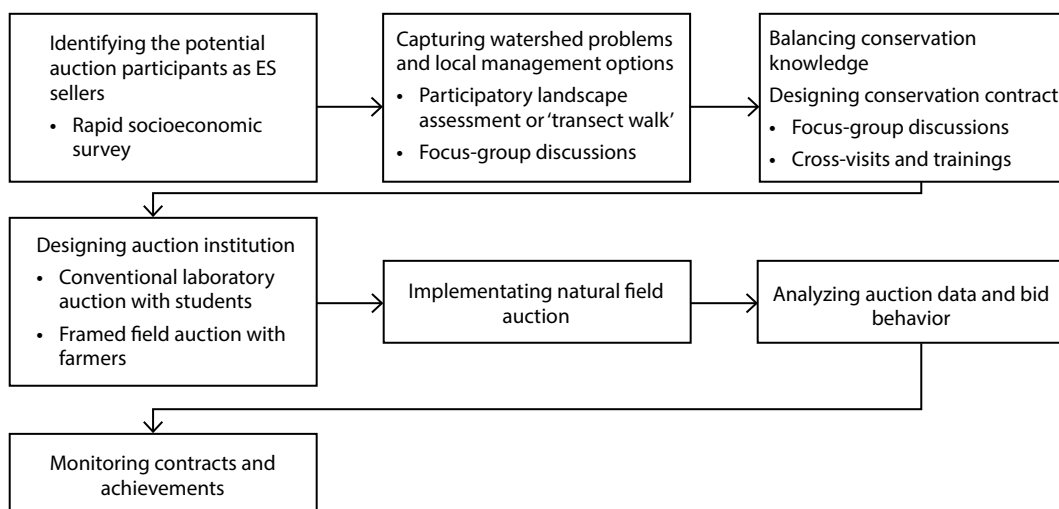 Identifying the potential
auction participants as ES
sellers
• Rapid socioeconomic
survey
Capturing watershed problems
and local management options
• Participatory landscape
assessment or ‘transect walk’
• Focus-group discussions
Balancing conservation
knowledge
Designing conservation contract
• Focus-group discussions
• Cross-visits and trainings
Designing auction institution
• Conventional laboratory
auction with students
• Framed field auction with
farmers
Implementating natural field
auction
Analyzing auction data and bid
behavior
Monitoring contracts and
achievements